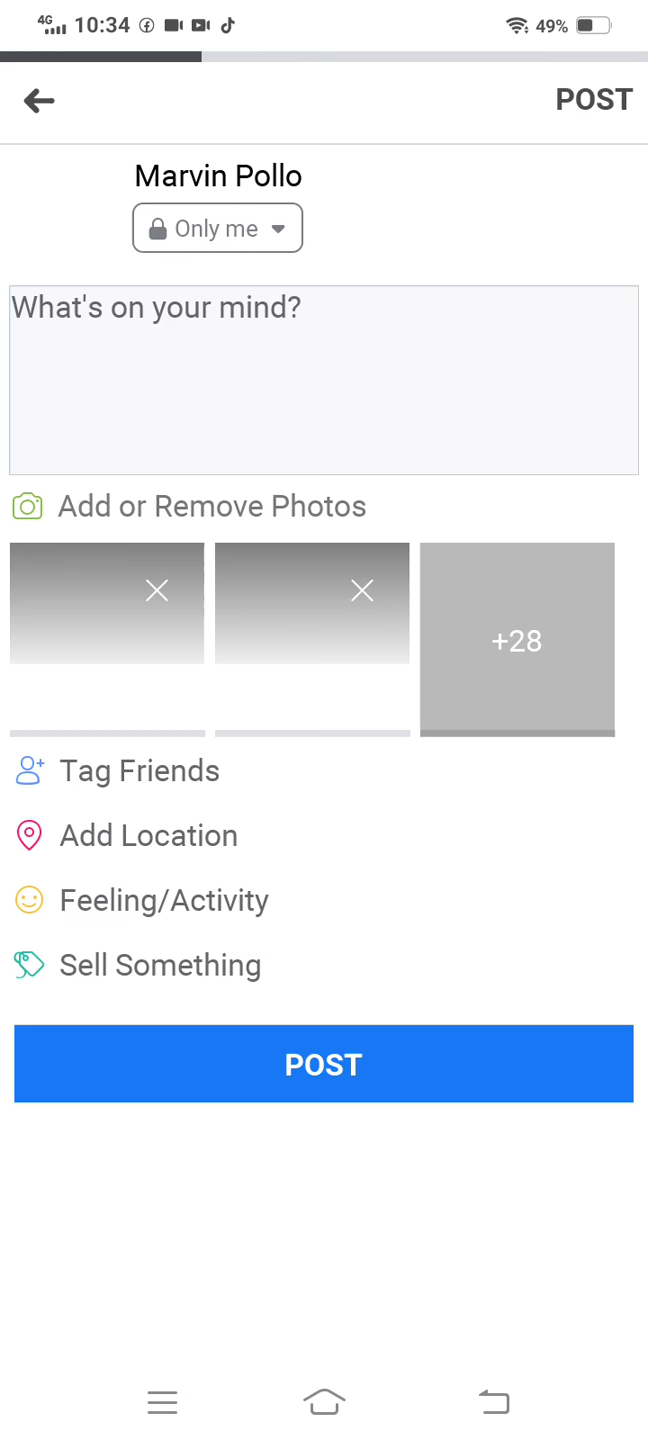 4G 10:34 49%
POST
Marvin Pollo
Only me
What's on your mind?
Add or Remove Photos
+28
Tag Friends
Add Location
Feeling/Activity
Sell Something
POST